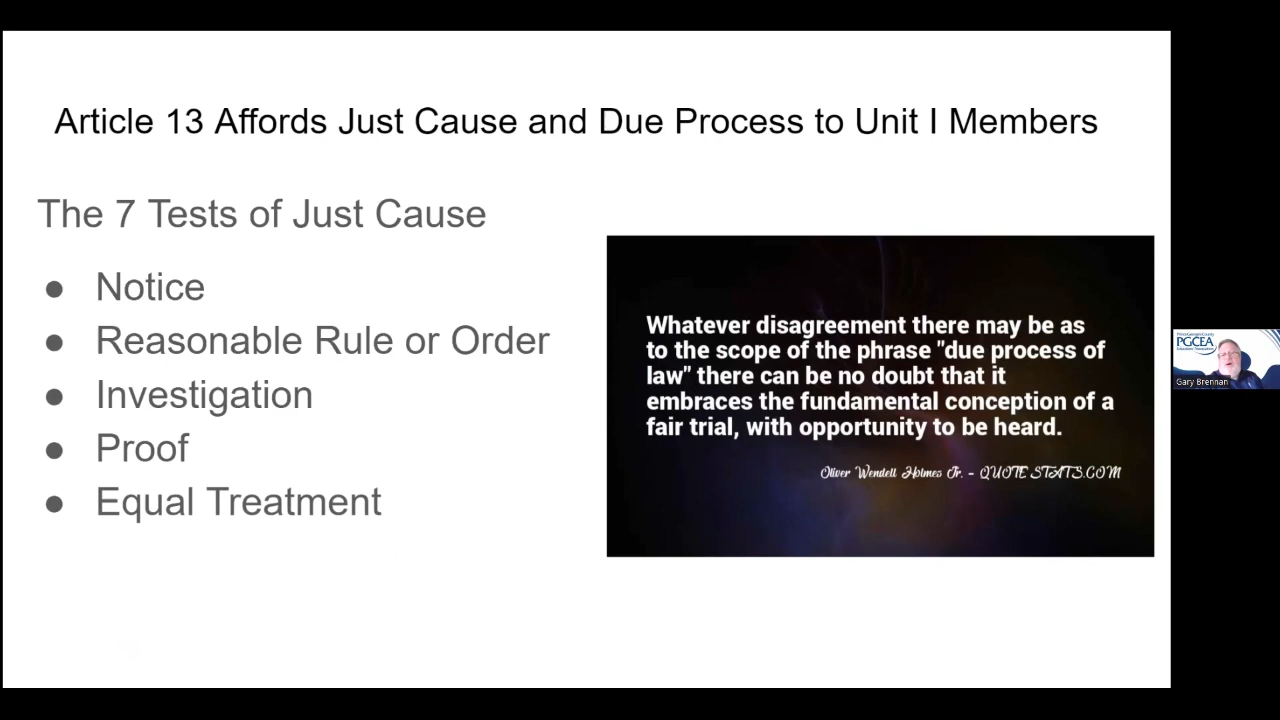 Article 13 Affords Just Cause and Due Process to Unit I Members
The 7 Tests of Just Cause
● Notice
● Reasonable Rule or Order
● Investigation
● Proof
● Equal Treatment
Whatever disagreement there may be as
to the scope of the phrase "due process of
law" there can be no doubt that it
embraces the fundamental conception of a
fair trial, with opportunity to be heard.
Oliver Wendell Holmes Jr. - QUOTE STATS.COM
PGCEA
Gary Brennan